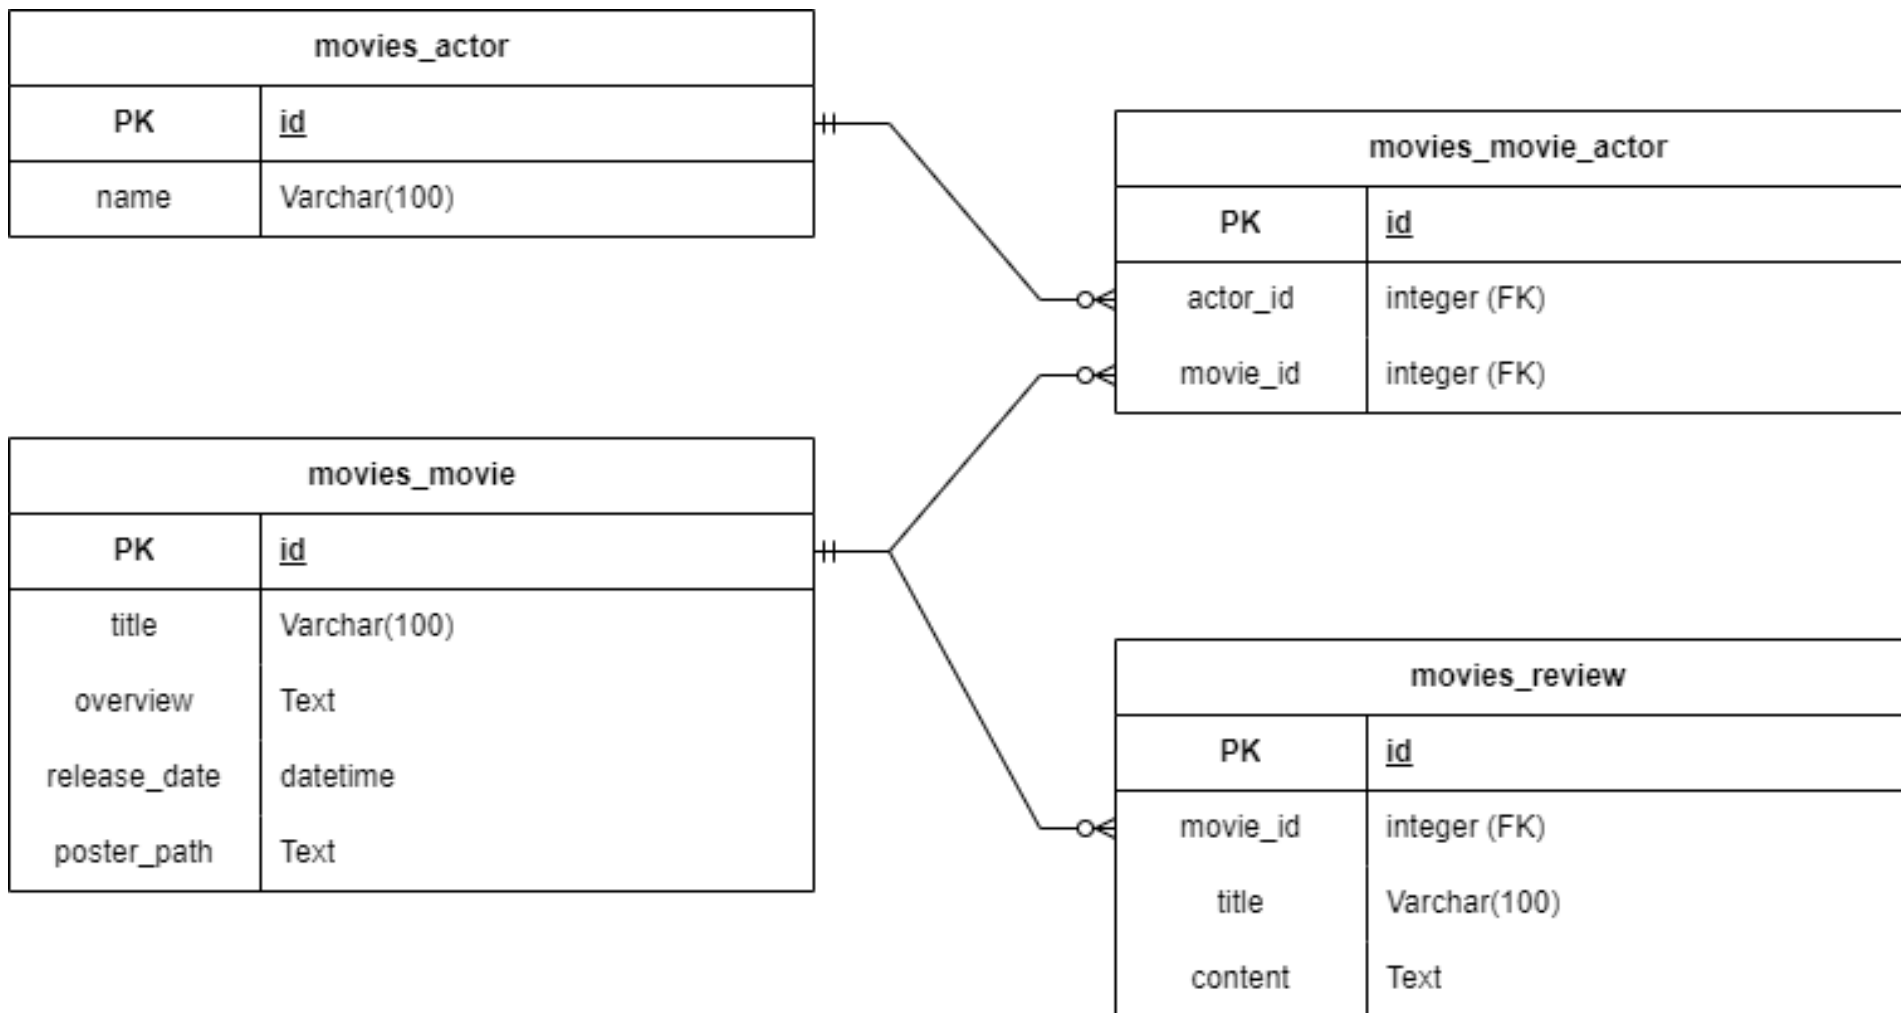 movies_actor
PK id
name Varchar(100)
movies_movie_actor
PK id
actor_id integer (FK)
movie_id integer (FK)
movies_movie
PK id
title Varchar(100)
overview Text
release_date datetime
poster_path Text
movies_review
PK id
movie_id integer (FK)
title Varchar(100)
content Text